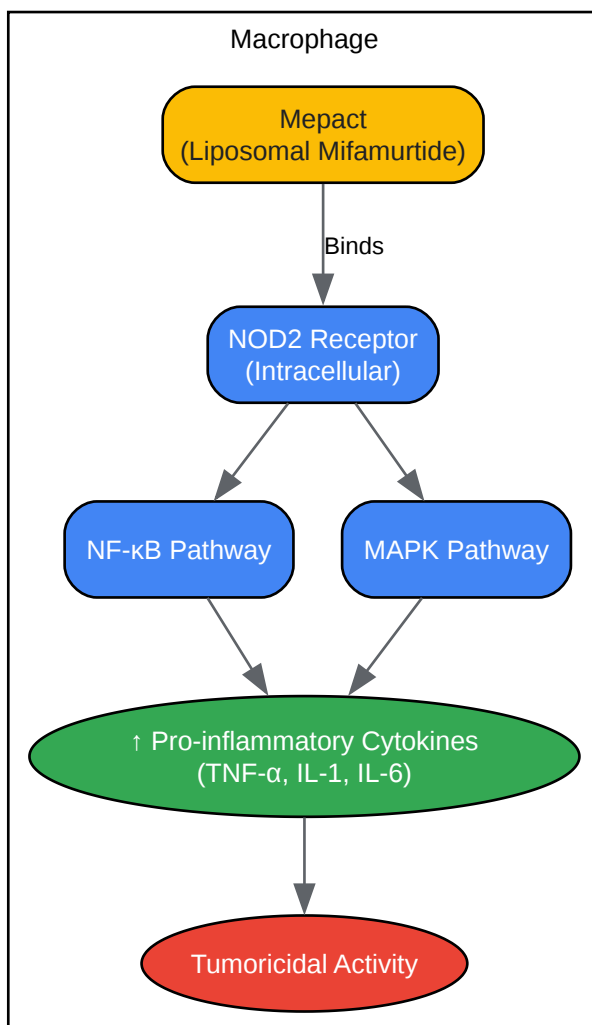 Macrophage
Mepact
(Liposomal Mifamurtide)
Binds
NOD2 Receptor
(Intracellular)
NF-κB Pathway
MAPK Pathway
↑ Pro-inflammatory Cytokines
(TNF-α, IL-1, IL-6)
Tumoricidal Activity